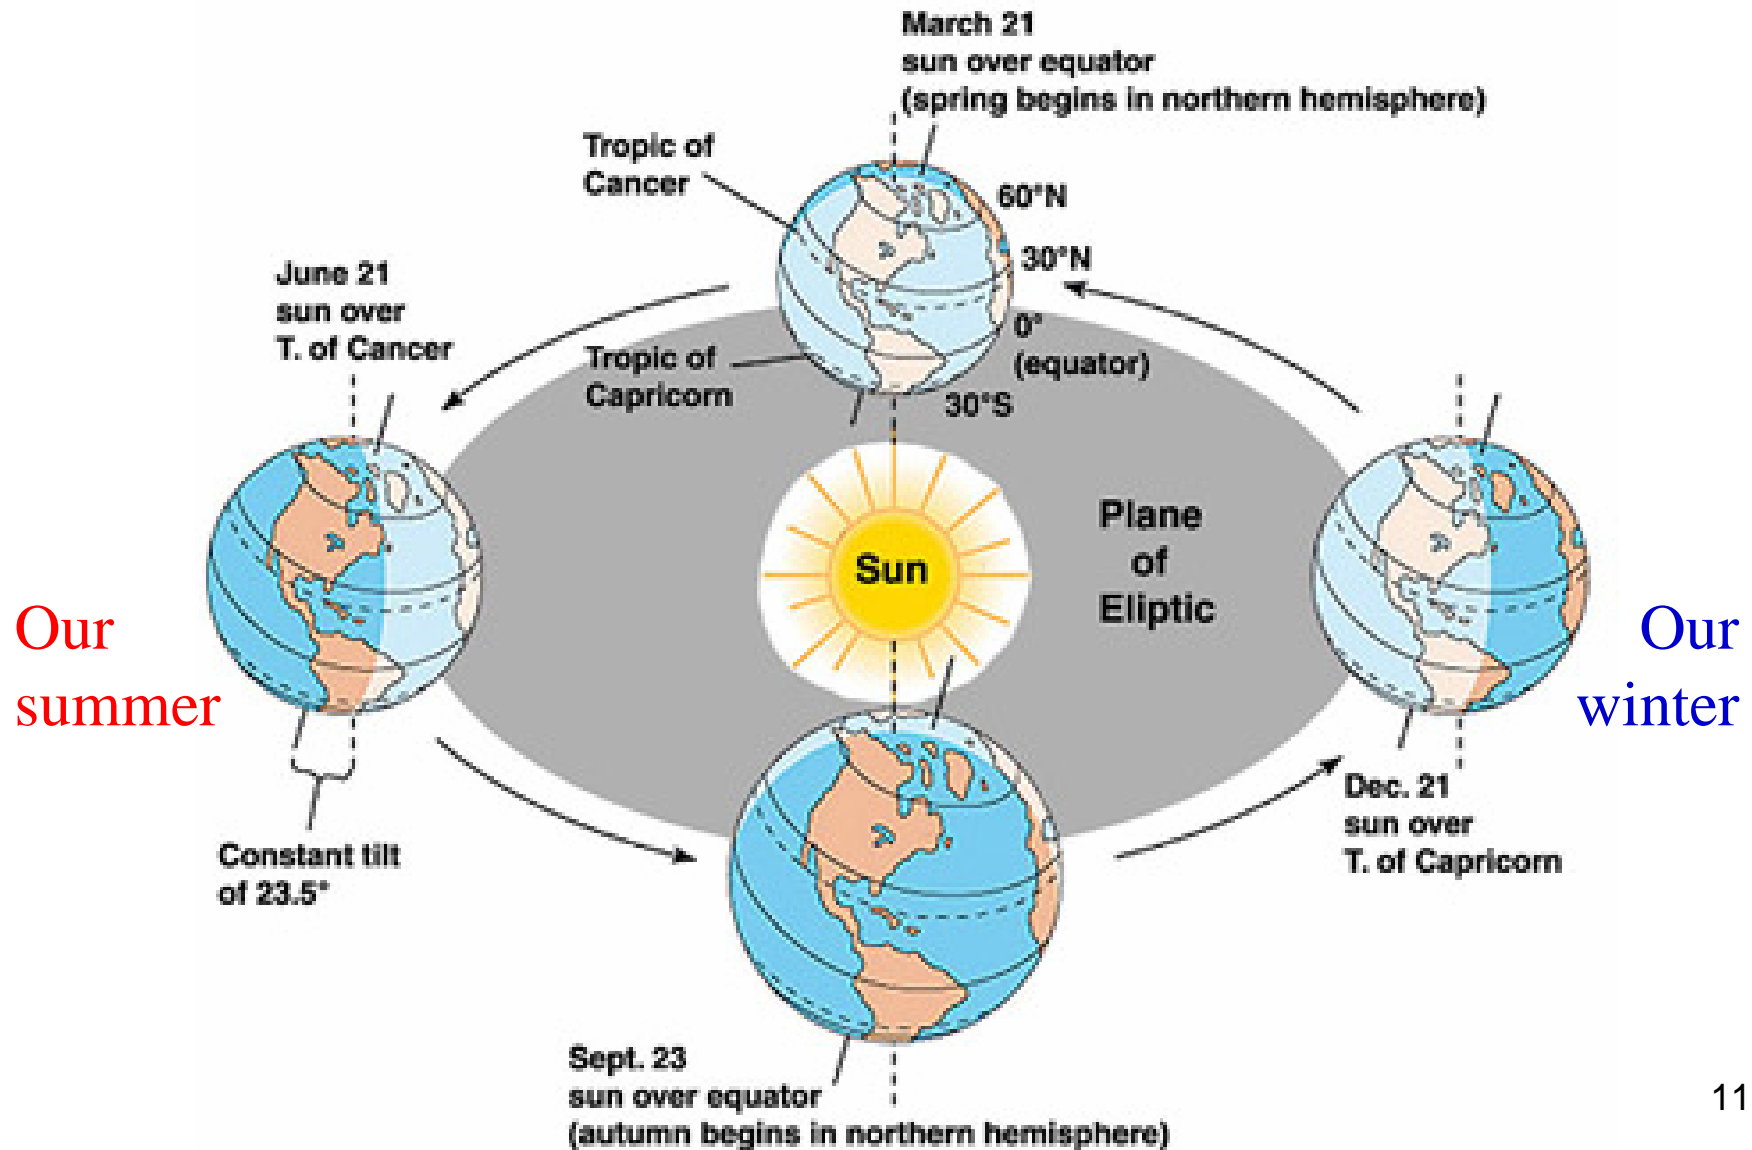 March 21
sun over equator
(spring begins in northern hemisphere)
Tropic of
Cancer
60°N
30°N
0°
(equator)
30°S
Tropic of
Capricorn
June 21
sun over
T. of Cancer
Sun
Plane
of
Eliptic
Our
summer
Our
winter
Constant tilt
of 23.5°
Dec. 21
sun over
T. of Capricorn
Sept. 23
sun over equator
(autumn begins in northern hemisphere)
11